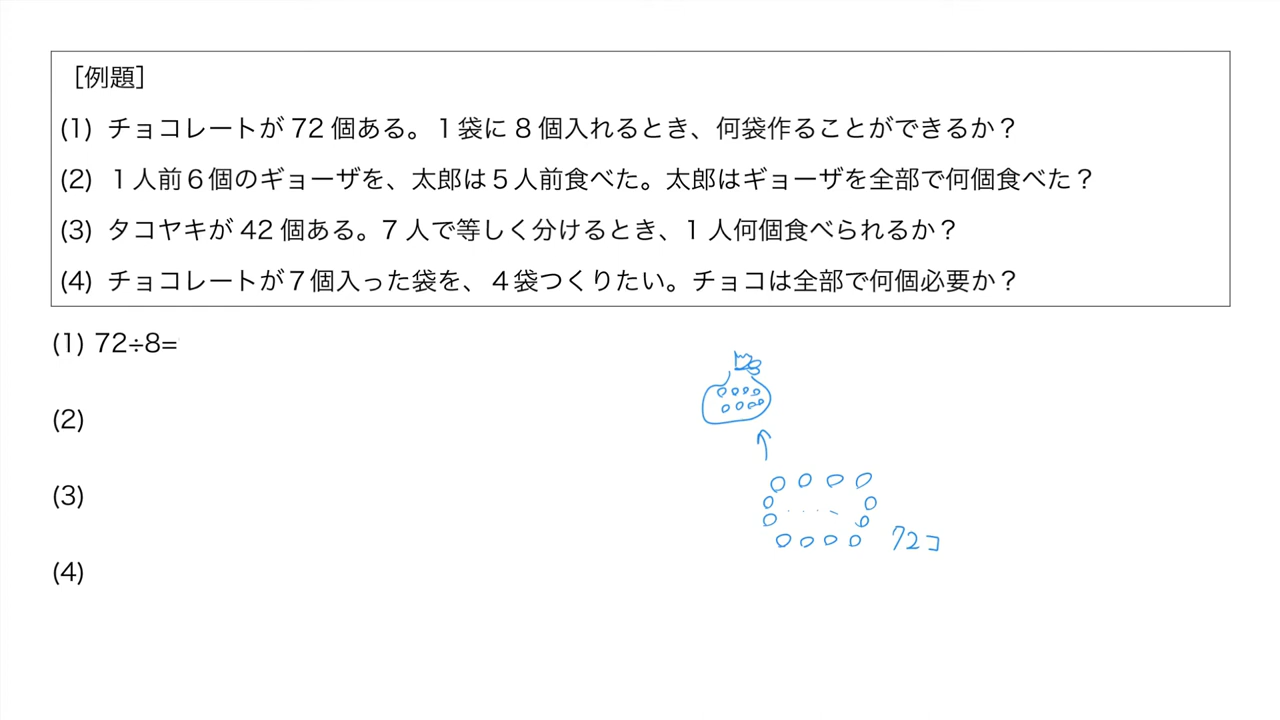 ［例題］
(1) チョコレートが 72 個ある。１袋に 8 個入れるとき、何袋作ることができるか？
(2) １人前６個のギョーザを、太郎は５人前食べた。太郎はギョーザを全部で何個食べた？
(3) タコヤキが 42 個ある。7 人で等しく分けるとき、1 人何個食べられるか？
(4) チョコレートが７個入った袋を、４袋つくりたい。チョコは全部で何個必要か？
(1) 72÷8=
(2)
(3)
(4)
72コ